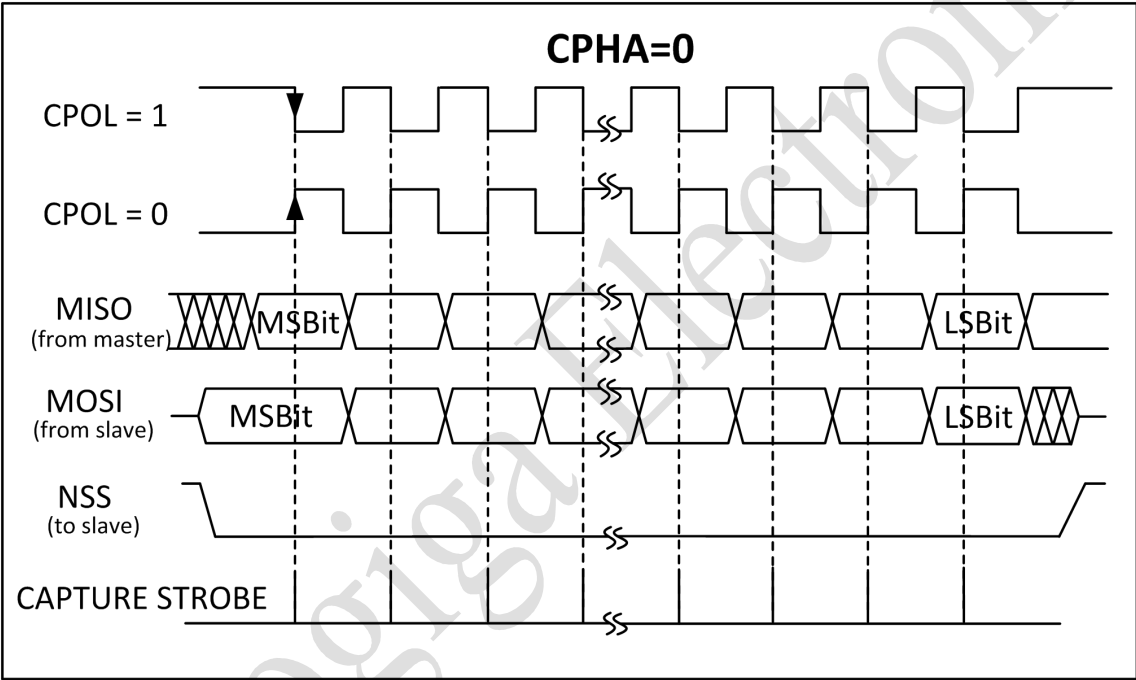 CPHA=0
CPOL = 1
CPOL = 0
MISO
(from master)
MSBit
LSBit
MOSI
(from slave)
MSBit
LSBit
NSS
(to slave)
CAPTURE STROBE